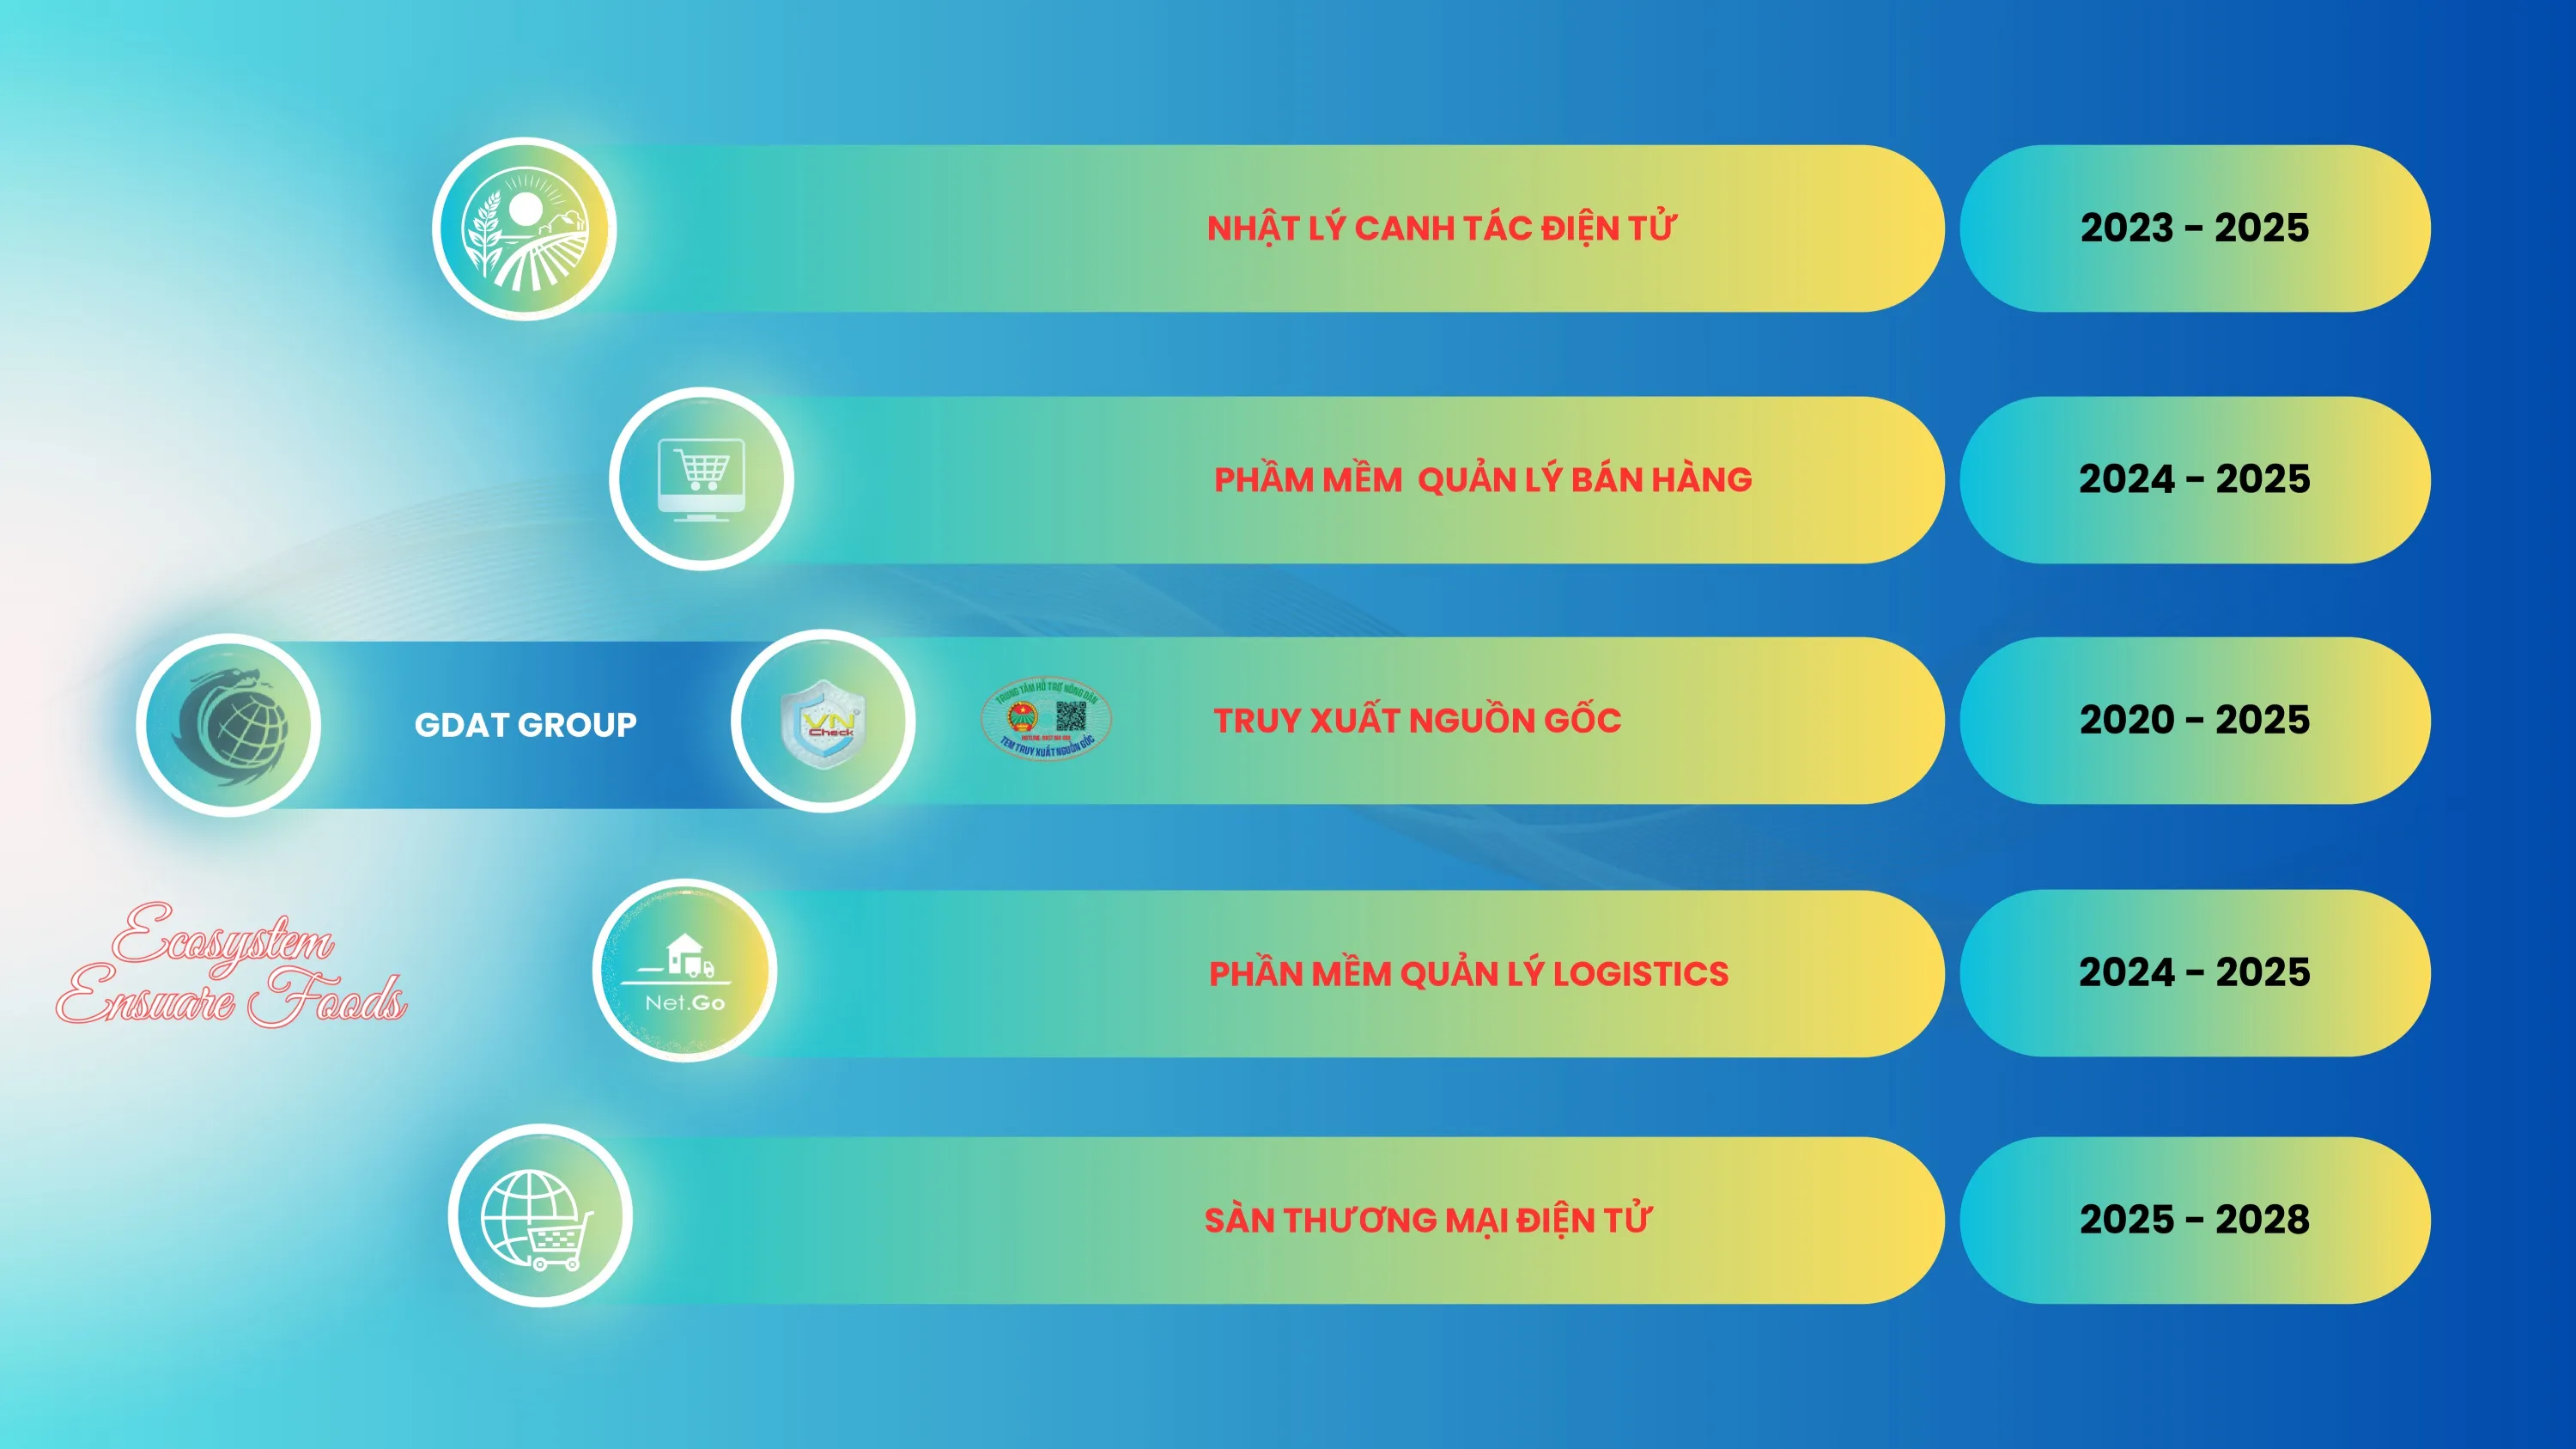 NHẬT LÝ CANH TÁC ĐIỆN TỬ
2023 - 2025
PHẦM MỀM QUẢN LÝ BÁN HÀNG
2024 - 2025
GDAT GROUP
VN
Check
TRUNG TÂM HỖ TRỢ NÔNG DÂN
TEM TRUY XUẤT NGUỒN GỐC
TRUY XUẤT NGUỒN GỐC
2020 - 2025
Ecosystem
Ensuare Foods
Net.Go
PHẦN MỀM QUẢN LÝ LOGISTICS
2024 - 2025
SÀN THƯƠNG MẠI ĐIỆN TỬ
2025 - 2028